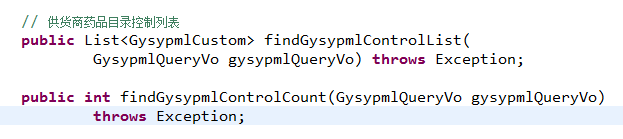 // 供货商药品目录控制列表
public List<GysypmlCustom> findGysypmlControlList(
GysypmlQueryVo gysypmlQueryVo) throws Exception;
public int findGysypmlControlCount(GysypmlQueryVo gysypmlQueryVo)
throws Exception;